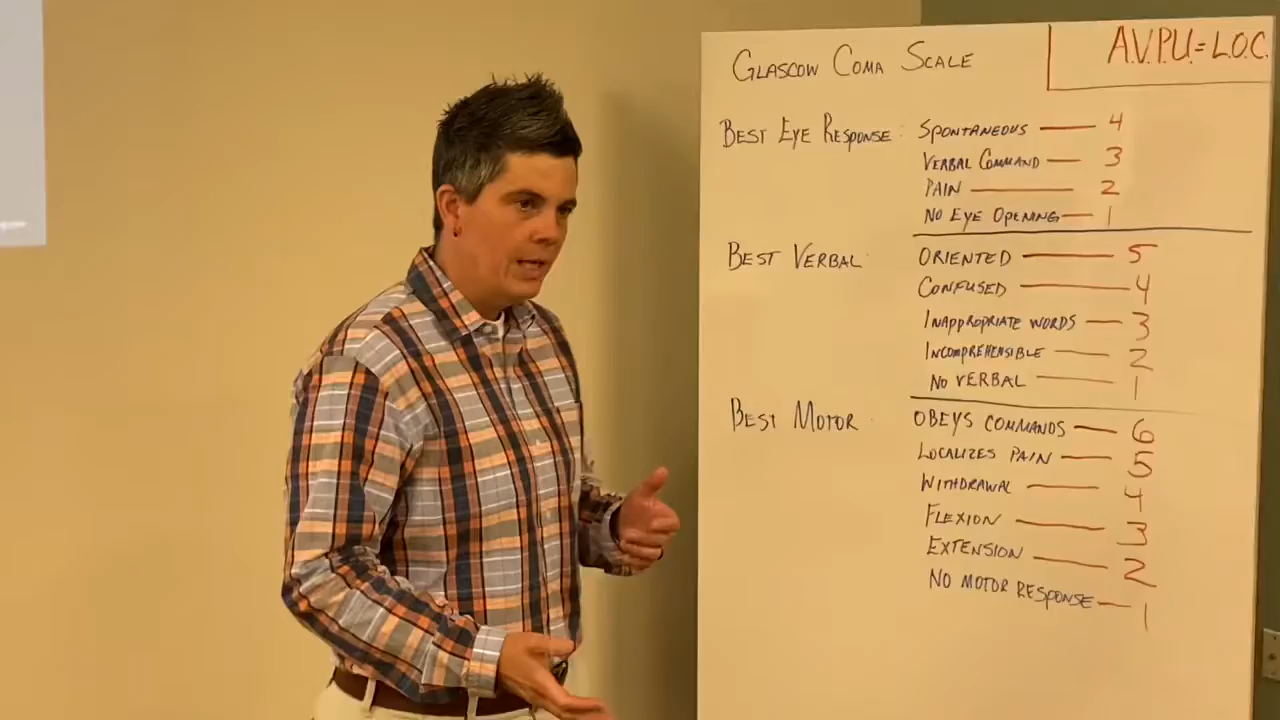 GLASCOW COMA SCALE
A.V.P.U.=L.O.C.
BEST EYE RESPONSE: SPONTANEOUS — 4
VERBAL COMMAND — 3
PAIN — 2
NO EYE OPENING — 1
BEST VERBAL: ORIENTED — 5
CONFUSED — 4
INAPPROPRIATE WORDS — 3
INCOMPREHENSIBLE — 2
NO VERBAL — 1
BEST MOTOR: OBEYS COMMANDS — 6
LOCALIZES PAIN — 5
WITHDRAWAL — 4
FLEXION — 3
EXTENSION — 2
NO MOTOR RESPONSE — 1